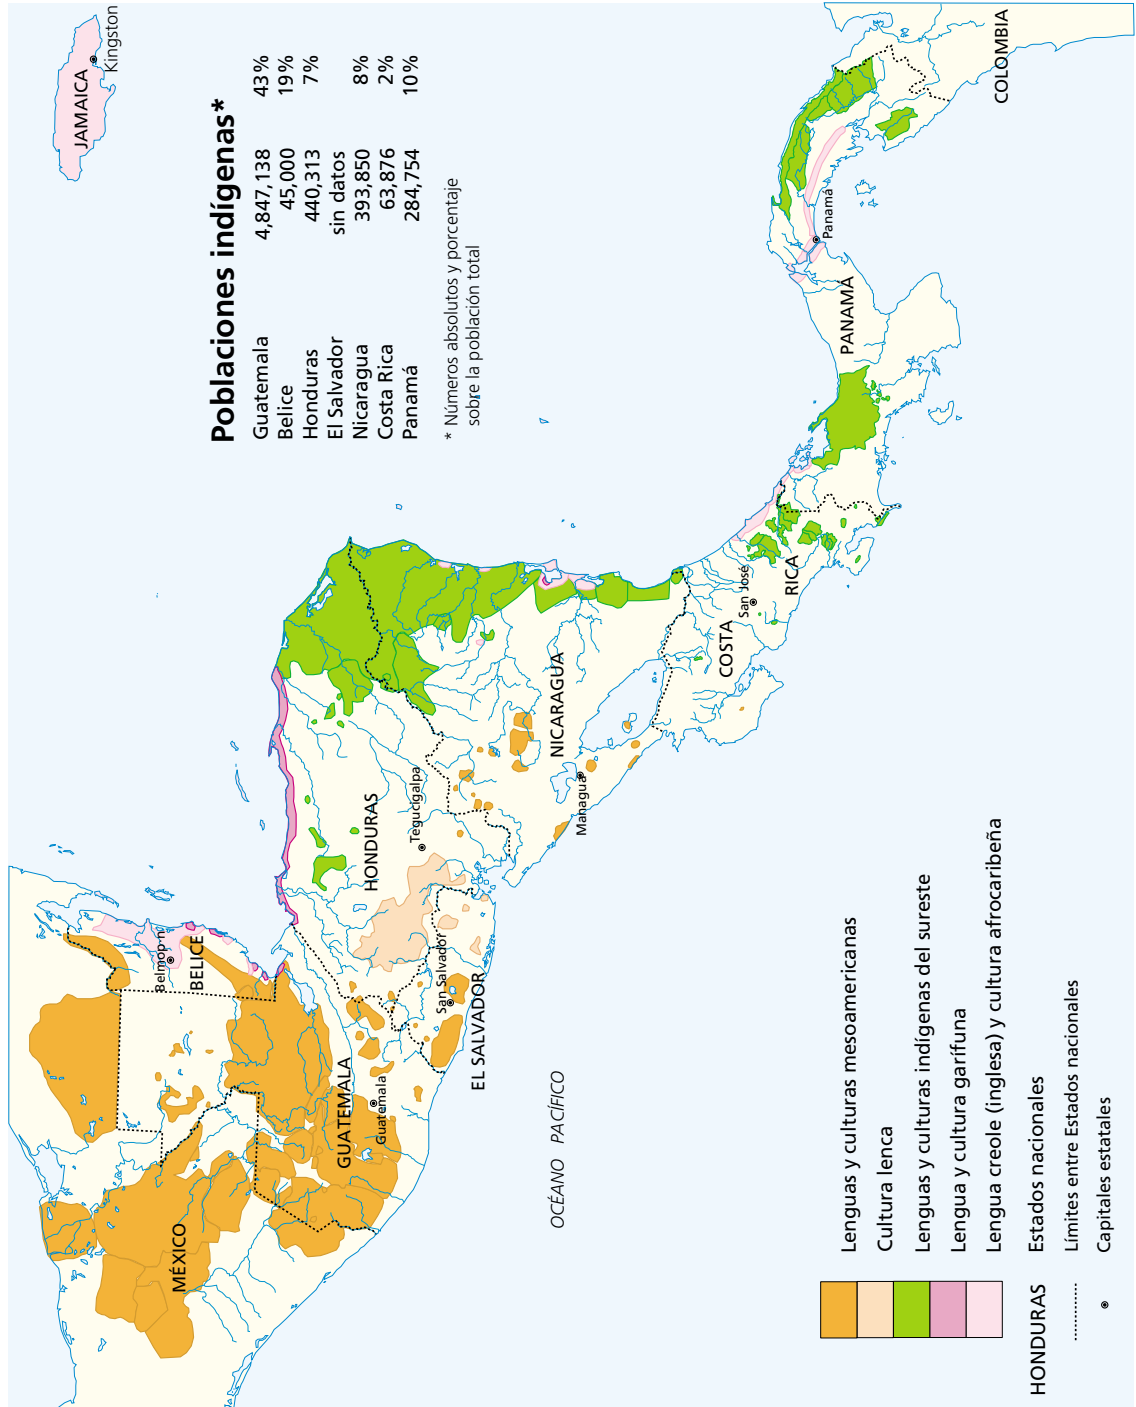 JAMAICA
Kingston
Poblaciones indígenas*
Guatemala 4,847,138 43%
Belice 45,000 19%
Honduras 440,313 7%
El Salvador sin datos
Nicaragua 393,850 8%
Costa Rica 63,876 2%
Panamá 284,754 10%
* Números absolutos y porcentaje
sobre la población total
MÉXICO
Belmop n
BELICE
GUATEMALA
Guatemala
HONDURAS
Tegucigalpa
San Salvador
EL SALVADOR
NICARAGUA
Managua
COSTA
RICA
San José
PANAMÁ
Panamá
COLOMBIA
OCÉANO PACÍFICO
Lenguas y culturas mesoamericanas
Cultura lenca
Lenguas y culturas indígenas del sureste
Lengua y cultura garífuna
Lengua creole (inglesa) y cultura afrocaribeña
HONDURAS Estados nacionales
Límites entre Estados nacionales
Capitales estatales